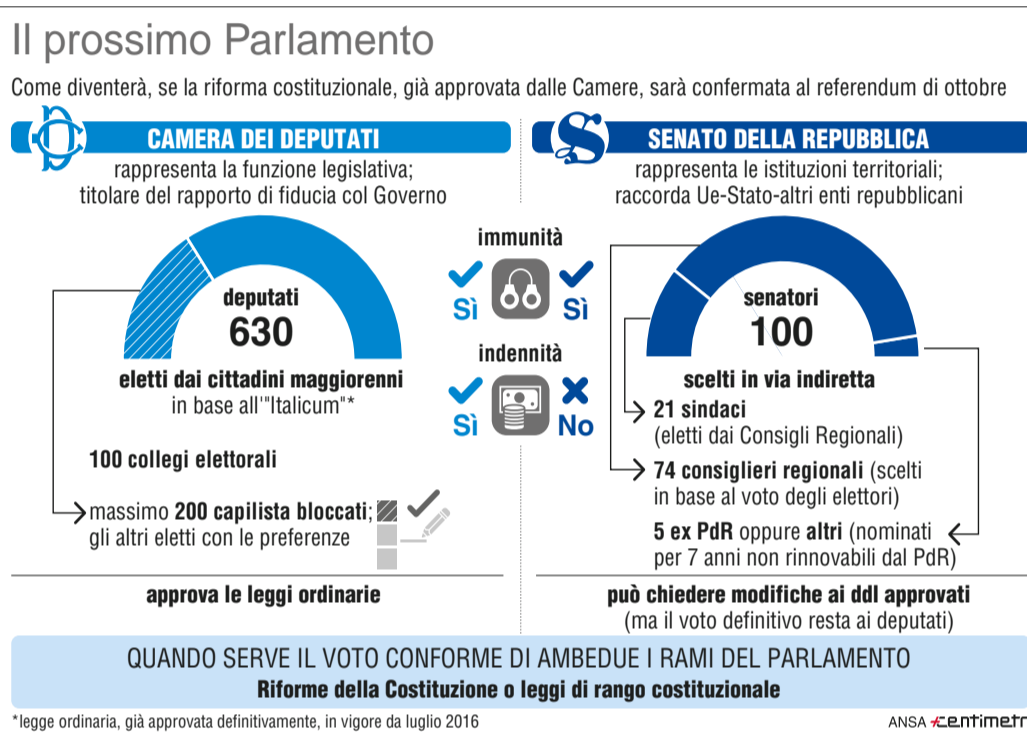 Il prossimo Parlamento
Come diventerà, se la riforma costituzionale, già approvata dalle Camere, sarà confermata al referendum di ottobre
CAMERA DEI DEPUTATI
rappresenta la funzione legislativa;
titolare del rapporto di fiducia col Governo
deputati
630
eletti dai cittadini maggiorenni
in base all'"Italicum"*
100 collegi elettorali
massimo 200 capilista bloccati;
gli altri eletti con le preferenze
approva le leggi ordinarie
immunità
Sì
Sì
indennità
Sì
No
SENATO DELLA REPUBBLICA
rappresenta le istituzioni territoriali;
raccorda Ue-Stato-altri enti repubblicani
senatori
100
scelti in via indiretta
21 sindaci
(eletti dai Consigli Regionali)
74 consiglieri regionali (scelti
in base al voto degli elettori)
5 ex PdR oppure altri (nominati
per 7 anni non rinnovabili dal PdR)
può chiedere modifiche ai ddl approvati
(ma il voto definitivo resta ai deputati)
QUANDO SERVE IL VOTO CONFORME DI AMBEDUE I RAMI DEL PARLAMENTO
Riforme della Costituzione o leggi di rango costituzionale
*legge ordinaria, già approvata definitivamente, in vigore da luglio 2016
ANSA centimetr